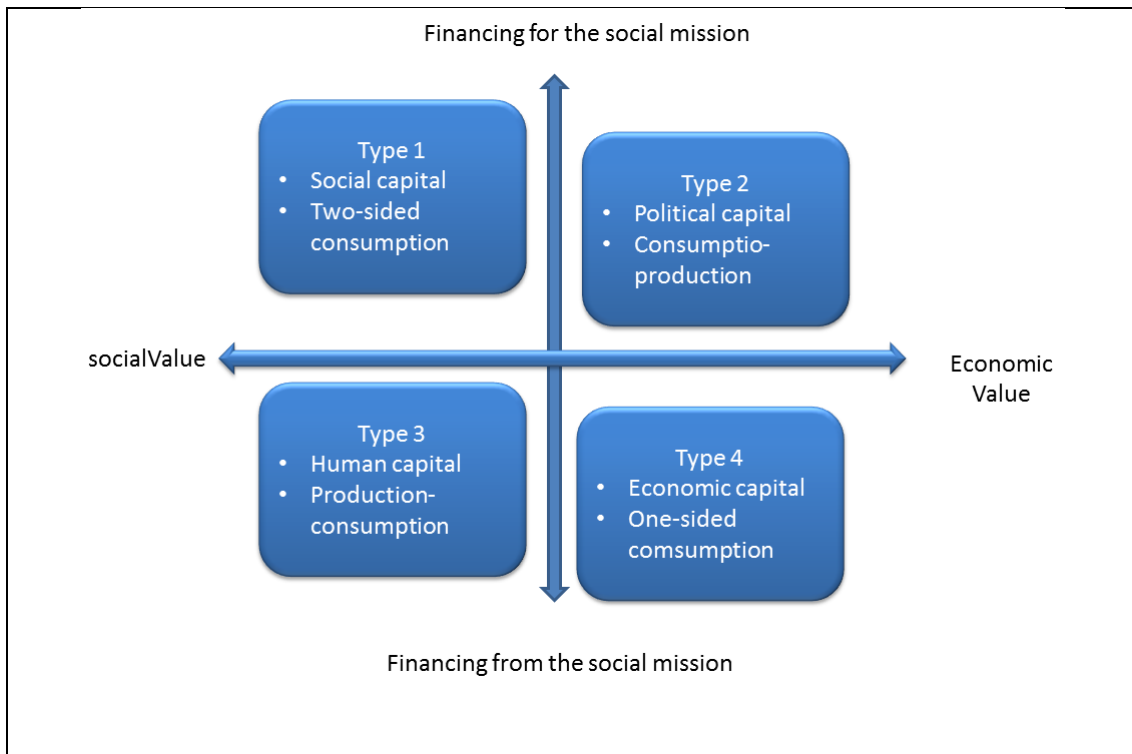 Financing for the social mission
Type 1
• Social capital
• Two-sided
consumption
Type 2
• Political capital
• Consumptio-
production
socialValue
Economic
Value
Type 3
• Human capital
• Production-
consumption
Type 4
• Economic capital
• One-sided
comsumption
Financing from the social mission